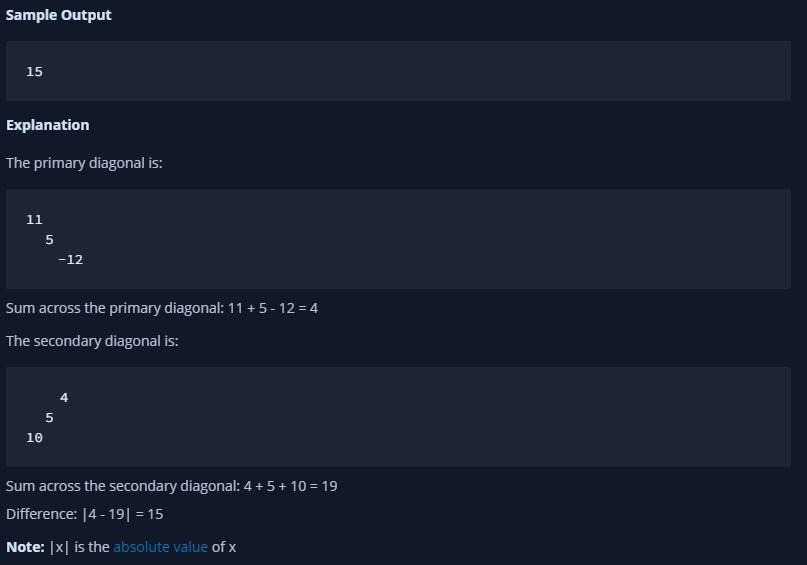 Sample Output
15
Explanation
The primary diagonal is:
11
5
-12
Sum across the primary diagonal: 11 + 5 - 12 = 4
The secondary diagonal is:
4
5
10
Sum across the secondary diagonal: 4 + 5 + 10 = 19
Difference: |4 - 19| = 15
Note: |x| is the absolute value of x